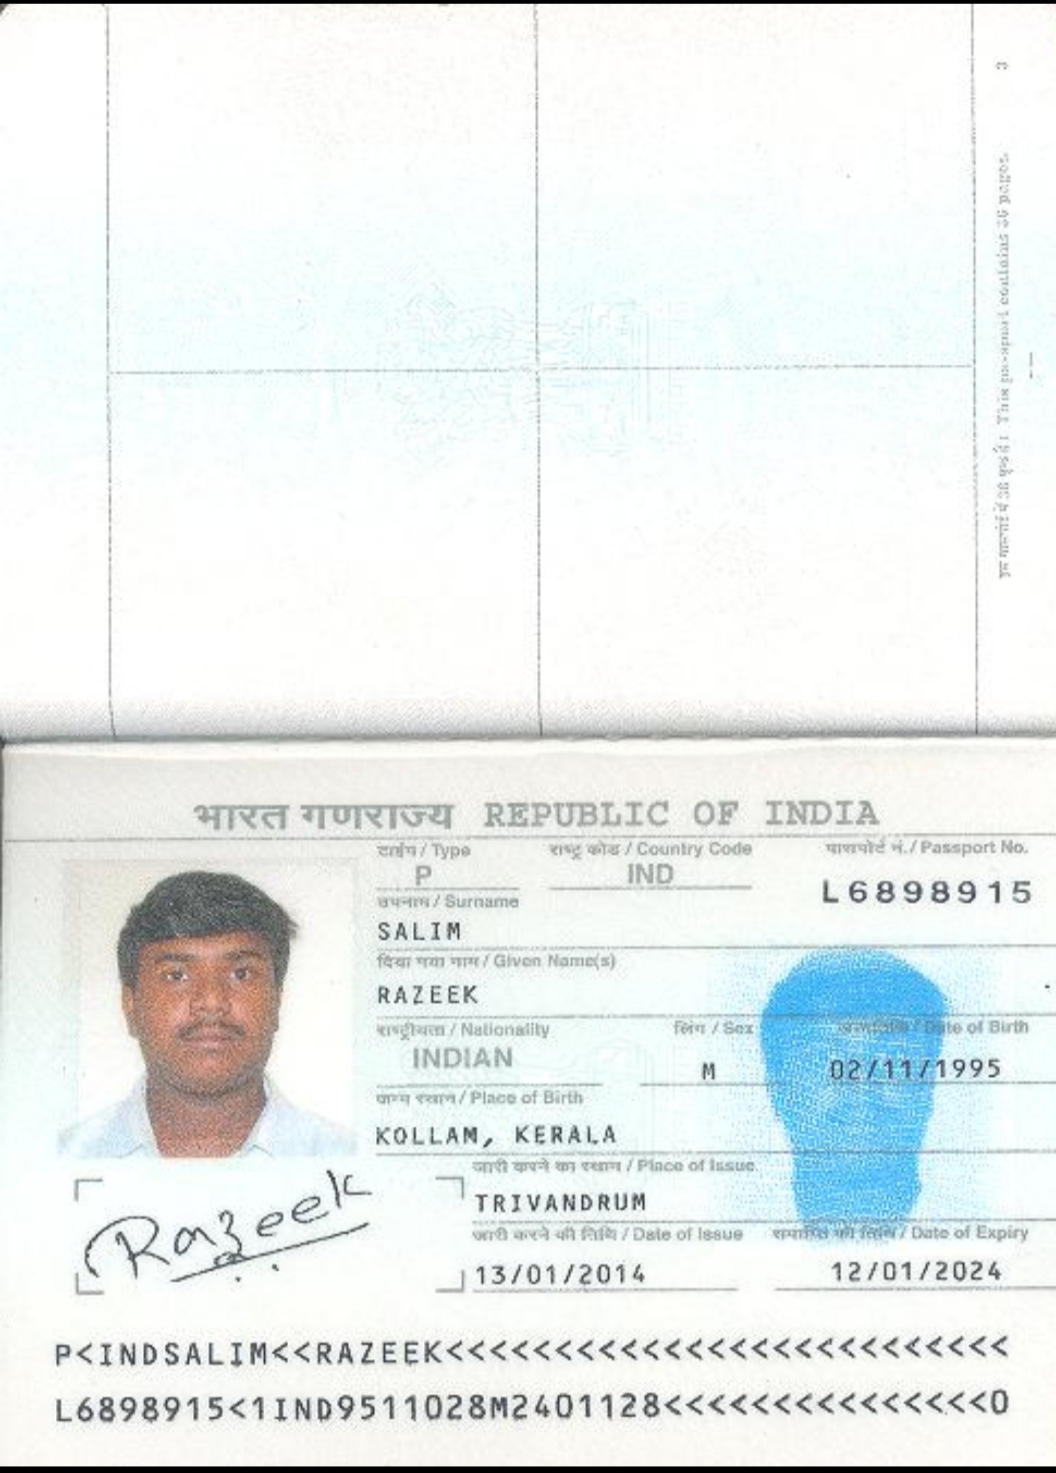 3
इस पासपोर्ट में 36 पृष्ठ हैं। This passport contains 36 pages.
भारत गणराज्य REPUBLIC OF INDIA
टाईप / Type
राष्ट्र कोड / Country Code
पासपोर्ट नं. / Passport No.
P
IND
L6898915
उपनाम / Surname
SALIM
दिया गया नाम / Given Name(s)
RAZEEK
राष्ट्रीयता / Nationality
लिंग / Sex
जन्मतिथि / Date of Birth
INDIAN
M
02/11/1995
जन्म स्थान / Place of Birth
KOLLAM, KERALA
जारी करने का स्थान / Place of Issue
TRIVANDRUM
Razeek
जारी करने की तिथि / Date of Issue
समाप्ति की तिथि / Date of Expiry
13/01/2014
12/01/2024
P<INDSALIM<<RAZEEK<<<<<<<<<<<<<<<<<<<<<<<<<<
L6898915<1IND9511028M2401128<<<<<<<<<<<<<<<0